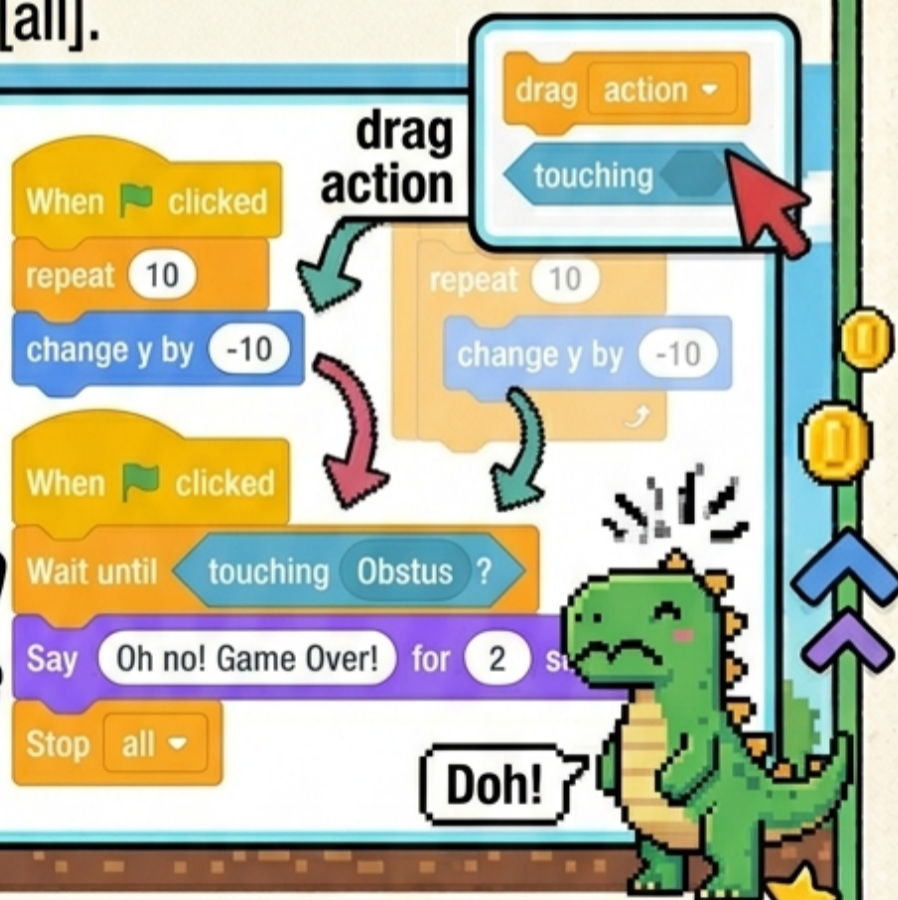 [all].
drag action
touching
drag
action
When clicked
repeat 10
change y by -10
repeat 10
change y by -10
When clicked
Wait until touching Obstus ?
Say Oh no! Game Over! for 2
Stop all
Doh!